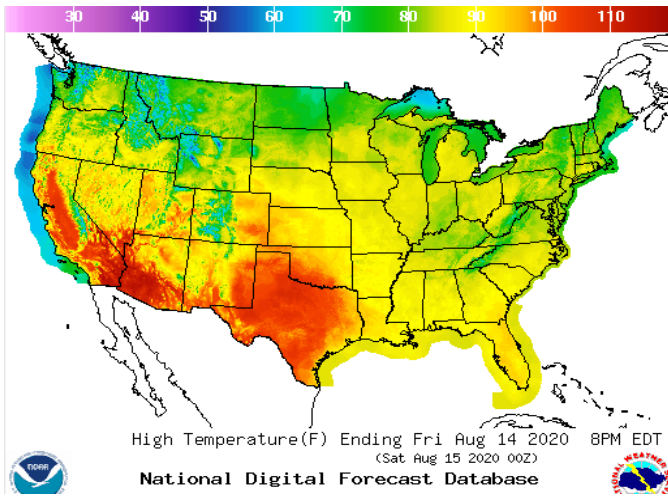 30 40 50 60 70 80 90 100 110
High Temperature(F) Ending Fri Aug 14 2020 8PM EDT
(Sat Aug 15 2020 00Z)
National Digital Forecast Database
NOAA